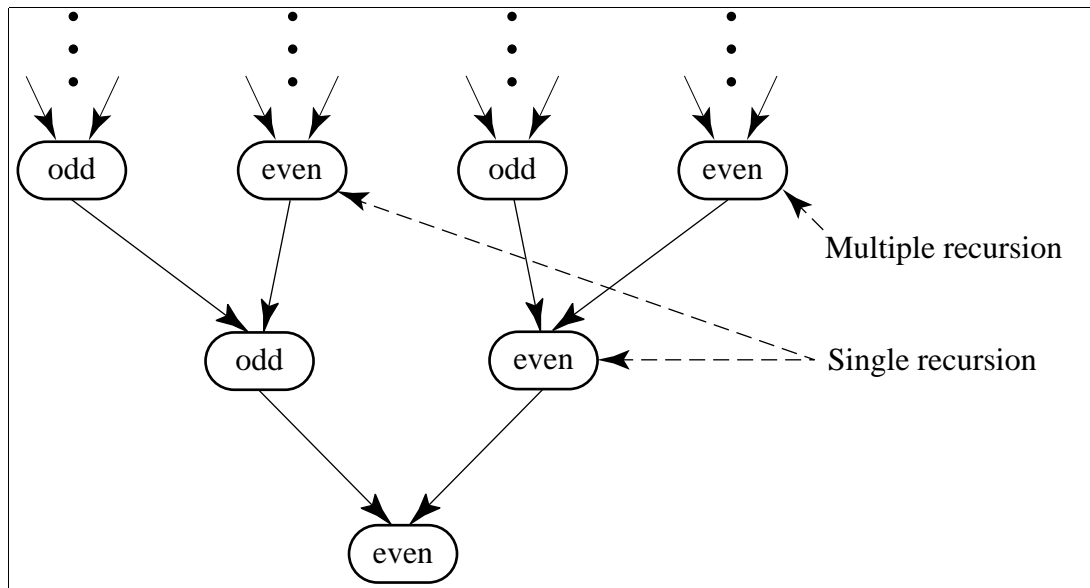 odd
even
odd
even
Multiple recursion
odd
even
Single recursion
even